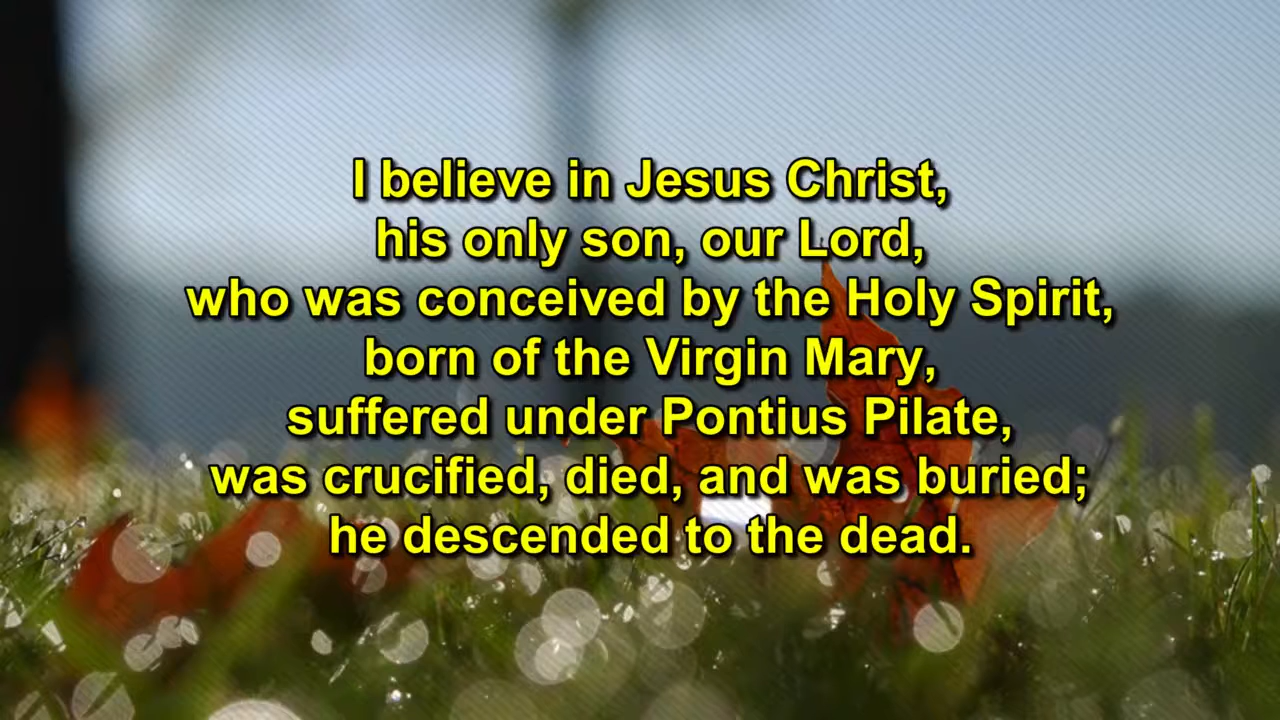 I believe in Jesus Christ,
his only son, our Lord,
who was conceived by the Holy Spirit,
born of the Virgin Mary,
suffered under Pontius Pilate,
was crucified, died, and was buried;
he descended to the dead.